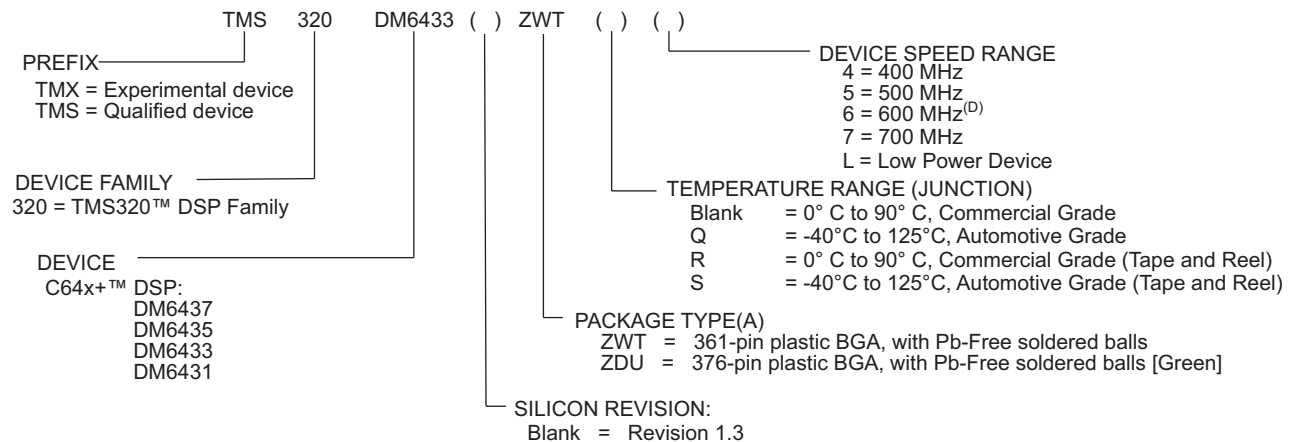 TMS 320 DM6433 ( ) ZWT ( ) ( )
PREFIX
TMX = Experimental device
TMS = Qualified device
DEVICE SPEED RANGE
4 = 400 MHz
5 = 500 MHz
6 = 600 MHz(D)
7 = 700 MHz
L = Low Power Device
DEVICE FAMILY
320 = TMS320™ DSP Family
TEMPERATURE RANGE (JUNCTION)
Blank = 0° C to 90° C, Commercial Grade
Q = -40°C to 125°C, Automotive Grade
R = 0° C to 90° C, Commercial Grade (Tape and Reel)
S = -40°C to 125°C, Automotive Grade (Tape and Reel)
DEVICE
C64x+™ DSP:
DM6437
DM6435
DM6433
DM6431
PACKAGE TYPE(A)
ZWT = 361-pin plastic BGA, with Pb-Free soldered balls
ZDU = 376-pin plastic BGA, with Pb-Free soldered balls [Green]
SILICON REVISION:
Blank = Revision 1.3